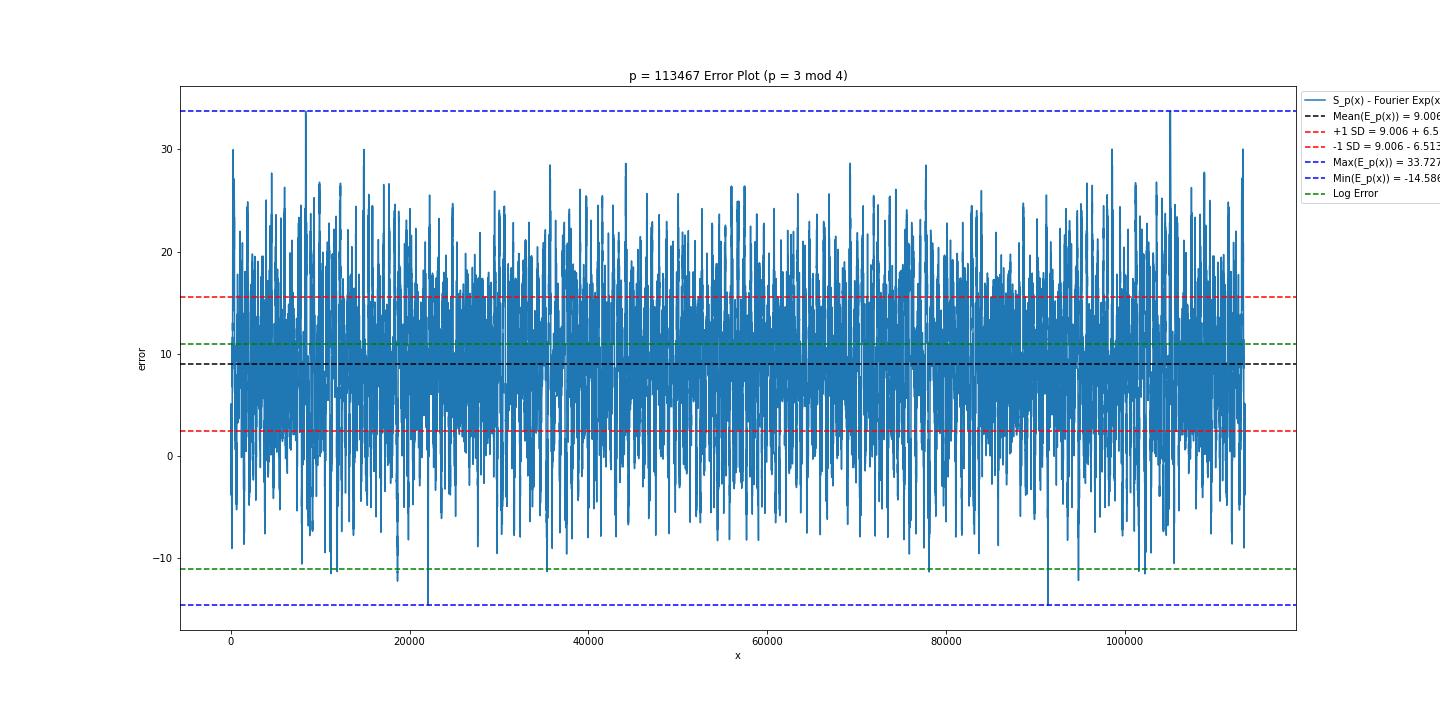 p = 113467 Error Plot (p = 3 mod 4)
S_p(x) - Fourier Exp(x
Mean(E_p(x)) = 9.006
+1 SD = 9.006 + 6.5
-1 SD = 9.006 - 6.513
Max(E_p(x)) = 33.727
Min(E_p(x)) = -14.586
Log Error
error
30
20
10
0
−10
0 20000 40000 60000 80000 100000
x